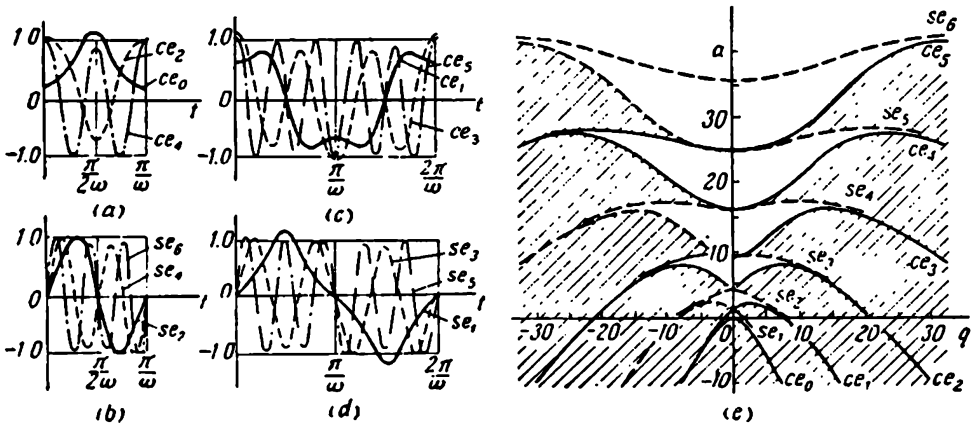 1.0
0
-1.0
ce₂
ce₀
ce₄
t
π/2ω
π/ω
(a)
1.0
0
-1.0
ce₅
ce₁
ce₃
t
π/ω
2π/ω
(c)
1.0
0
-1.0
se₆
se₄
se₂
t
π/2ω
π/ω
(b)
1.0
0
-1.0
se₃
se₅
se₁
t
π/ω
2π/ω
(d)
a
se₆
ce₅
30
se₅
20
se₄
10
ce₃
se₃
se₂
-30
-20
-10
0
10
20
30
q
se₁
-10
ce₀
ce₁
ce₂
(e)